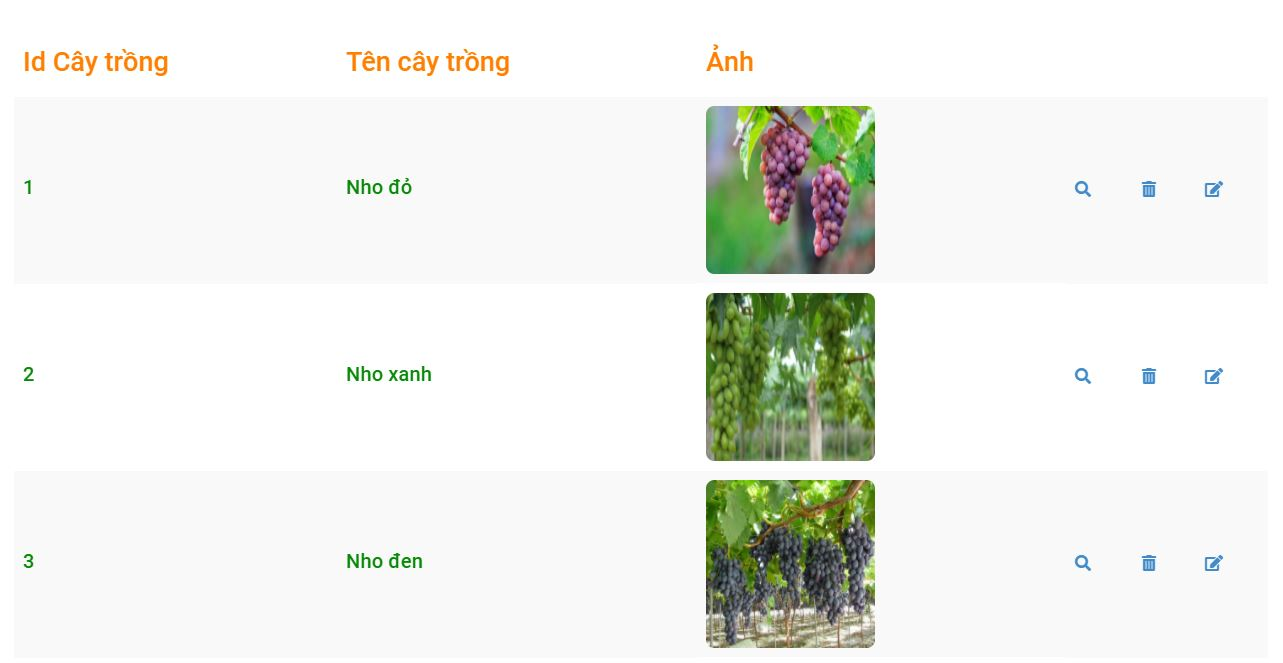 Id Cây trồng Tên cây trồng Ảnh
1 Nho đỏ
2 Nho xanh
3 Nho đen